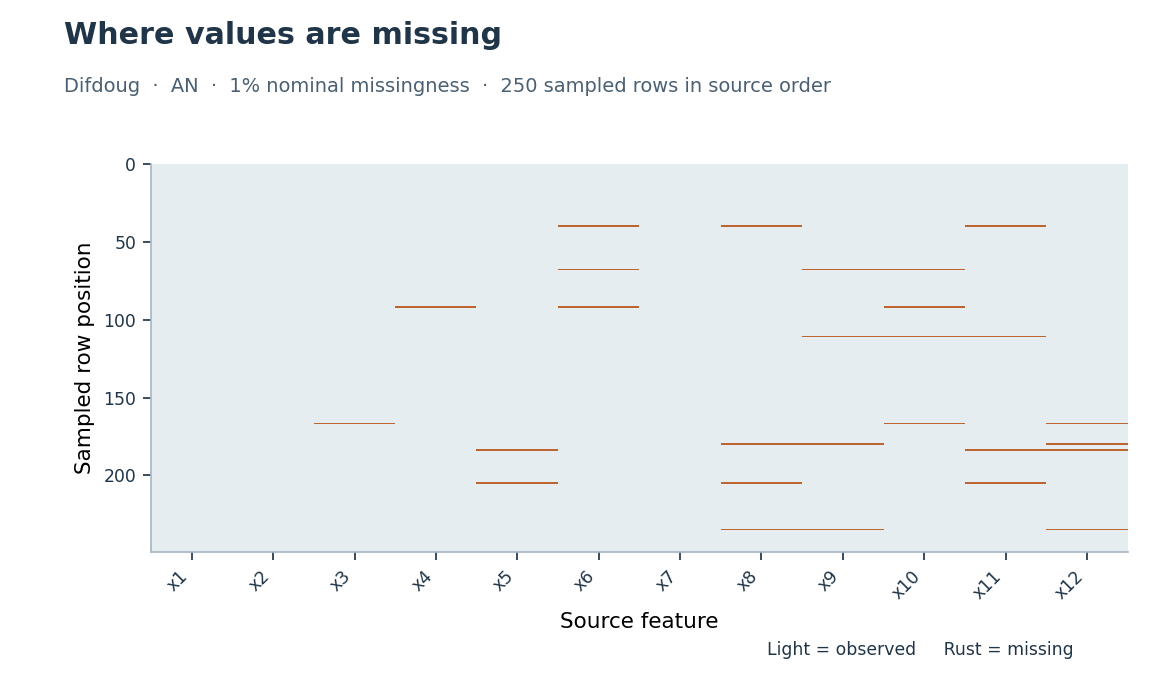 Where values are missing
Difdoug · AN · 1% nominal missingness · 250 sampled rows in source order
0
50
100
150
200
Sampled row position
x1 x2 x3 x4 x5 x6 x7 x8 x9 x10 x11 x12
Source feature
Light = observed Rust = missing